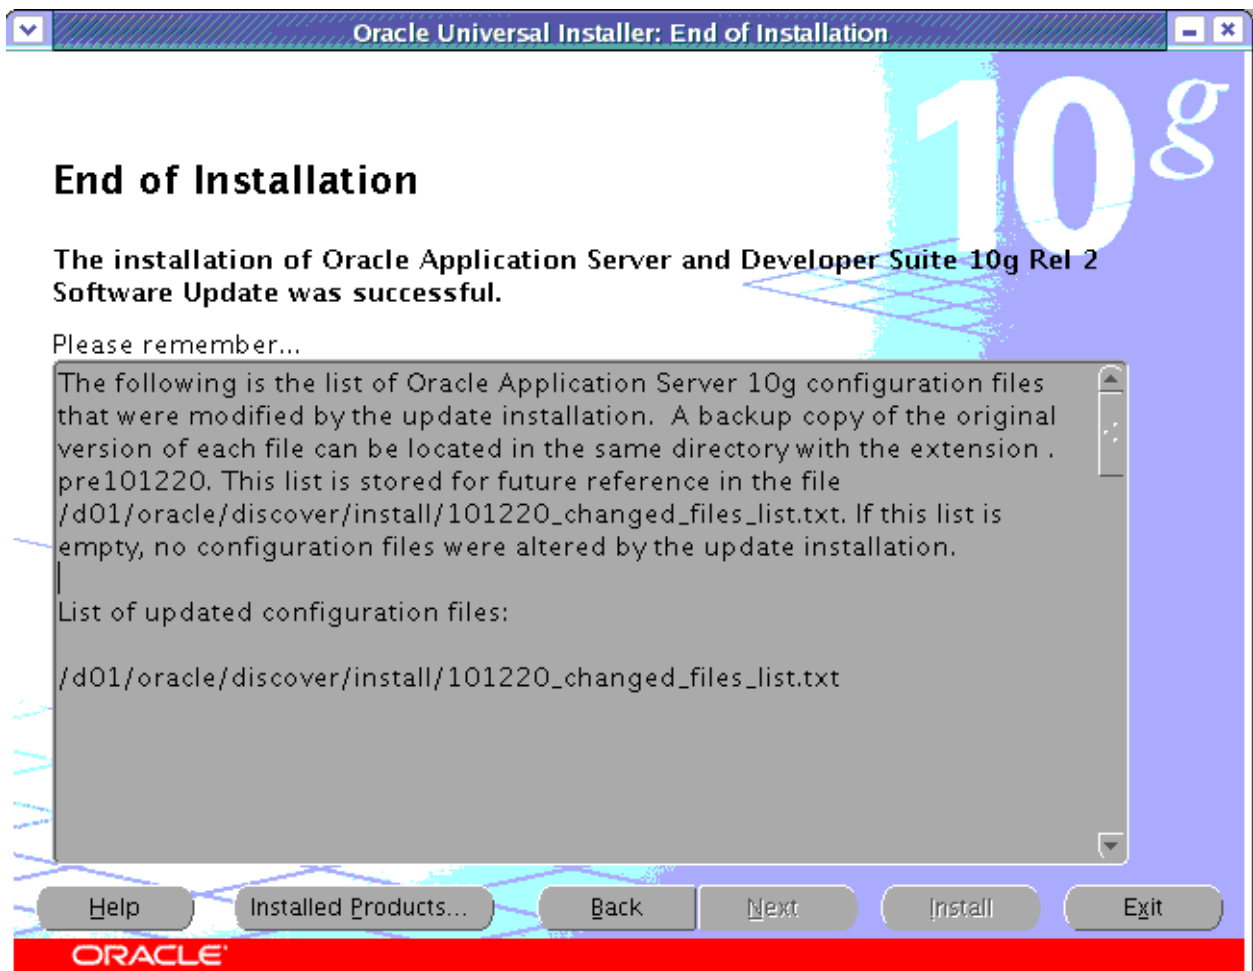 Oracle Universal Installer: End of Installation
10g
End of Installation
The installation of Oracle Application Server and Developer Suite 10g Rel 2
Software Update was successful.
Please remember...
The following is the list of Oracle Application Server 10g configuration files
that were modified by the update installation.  A backup copy of the original
version of each file can be located in the same directory with the extension .
pre101220. This list is stored for future reference in the file
/d01/oracle/discover/install/101220_changed_files_list.txt. If this list is
empty, no configuration files were altered by the update installation.
List of updated configuration files:
/d01/oracle/discover/install/101220_changed_files_list.txt
Help Installed Products... Back Next Install Exit
ORACLE